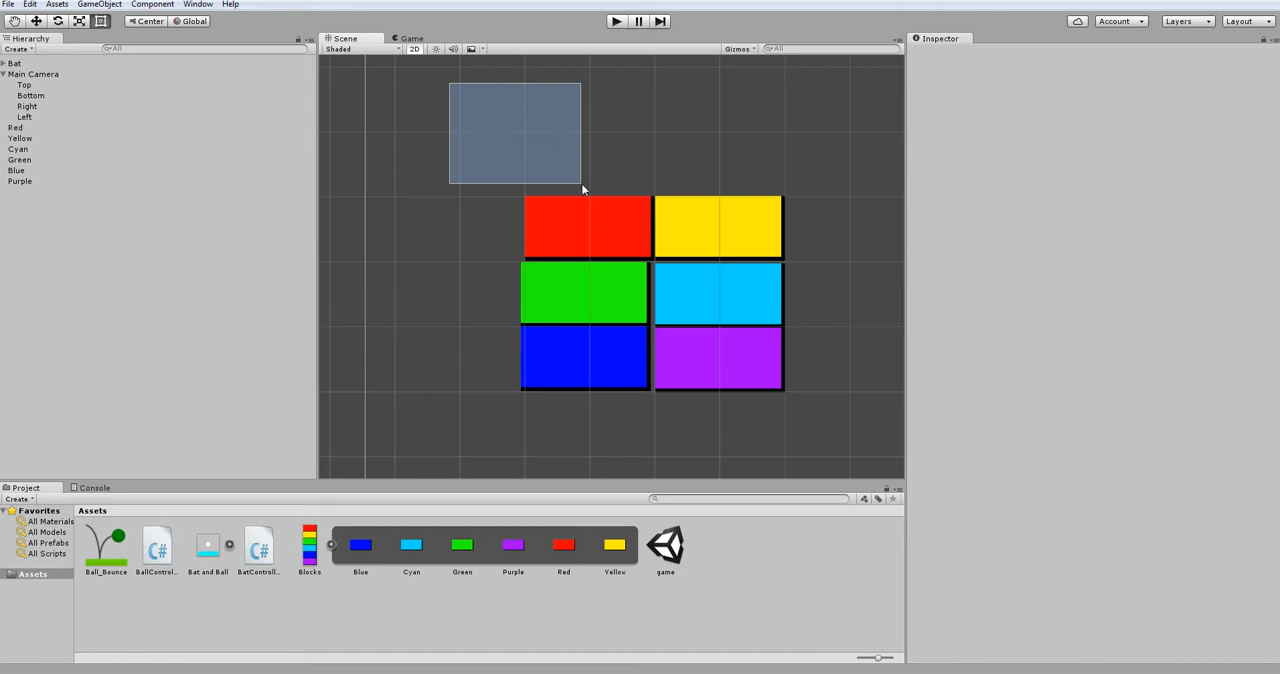 File Edit Assets GameObject Component Window Help
Center Global Account Layers Layout
Hierarchy Scene Game Inspector
Create All Shaded 2D Gizmos All
Bat
Main Camera
Top
Bottom
Right
Left
Red
Yellow
Cyan
Green
Blue
Purple
Project Console
Create
Favorites Assets
All Materials
All Models
All Prefabs
All Scripts
Assets
C# C#
Ball_Bounce BallControl... Bat and Ball BatControll... Blocks Blue Cyan Green Purple Red Yellow game